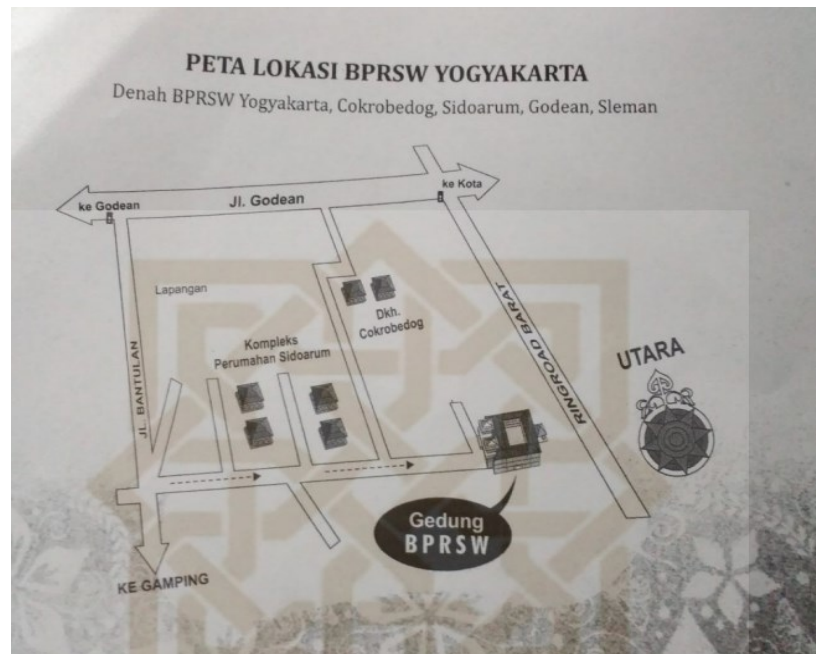 PETA LOKASI BPRSW YOGYAKARTA
Denah BPRSW Yogyakarta, Cokrobedog, Sidoarum, Godean, Sleman
ke Kota
Jl. Godean
ke Godean
Lapangan
Dkh.
Cokrobedog
RINGROAD BARAT
Kompleks
Perumahan Sidoarum
UTARA
JL. BANTULAN
Gedung
BPRSW
KE GAMPING